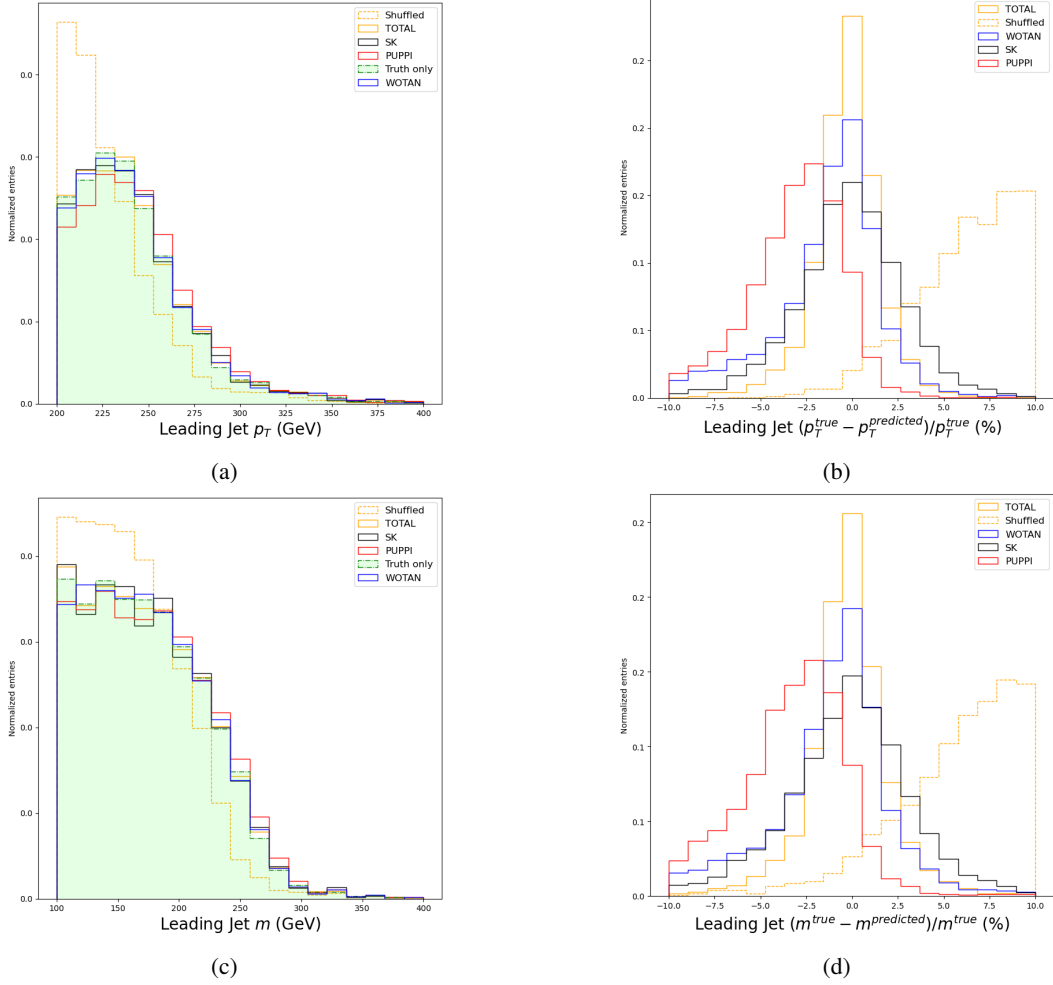 Shuffled
TOTAL
SK
PUPPI
Truth only
WOTAN
Normalized entries
0.0
0.0
0.0
0.0
0.0
200 225 250 275 300 325 350 375 400
Leading Jet p_T (GeV)
(a)
TOTAL
Shuffled
WOTAN
SK
PUPPI
Normalized entries
0.2
0.2
0.2
0.1
0.1
0.1
0.0
−10.0 −7.5 −5.0 −2.5 0.0 2.5 5.0 7.5 10.0
Leading Jet (p_T^{true} − p_T^{predicted})/p_T^{true} (%)
(b)
Shuffled
TOTAL
SK
PUPPI
Truth only
WOTAN
Normalized entries
0.0
0.0
0.0
0.0
0.0
100 150 200 250 300 350 400
Leading Jet m (GeV)
(c)
TOTAL
Shuffled
WOTAN
SK
PUPPI
Normalized entries
0.2
0.2
0.1
0.1
0.0
−10.0 −7.5 −5.0 −2.5 0.0 2.5 5.0 7.5 10.0
Leading Jet (m^{true} − m^{predicted})/m^{true} (%)
(d)